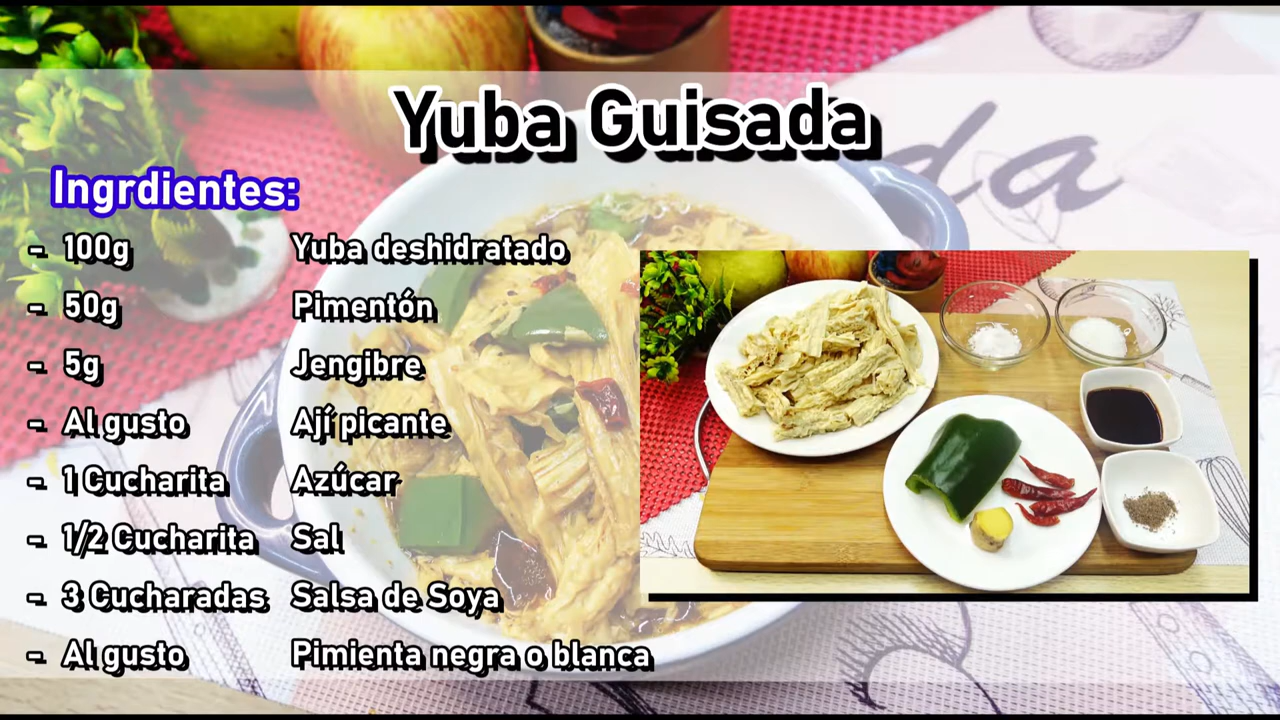 Yuba Guisada
Ingrdientes:
- 100g Yuba deshidratado
- 50g Pimentón
- 5g Jengibre
- Al gusto Ají picante
- 1 Cucharita Azúcar
- 1/2 Cucharita Sal
- 3 Cucharadas Salsa de Soya
- Al gusto Pimienta negra o blanca